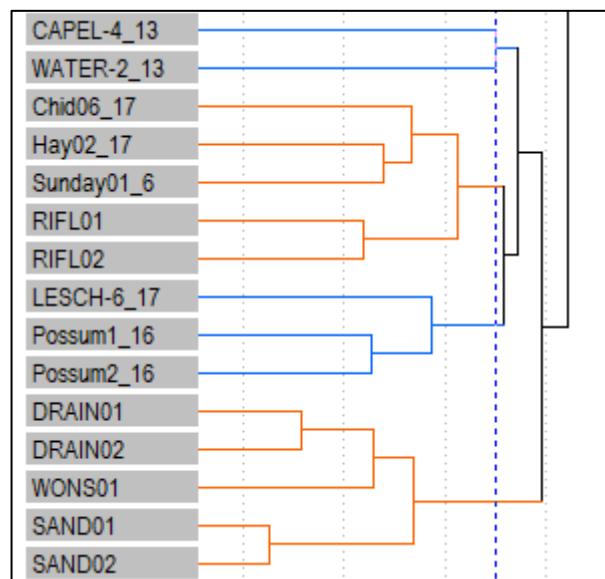 CAPEL-4_13
WATER-2_13
Chid06_17
Hay02_17
Sunday01_6
RIFL01
RIFL02
LESCH-6_17
Possum1_16
Possum2_16
DRAIN01
DRAIN02
WONS01
SAND01
SAND02